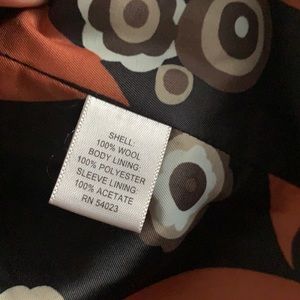 SHELL:
100% WOOL
BODY LINING:
100% POLYESTER
SLEEVE LINING:
100% ACETATE
RN 54023